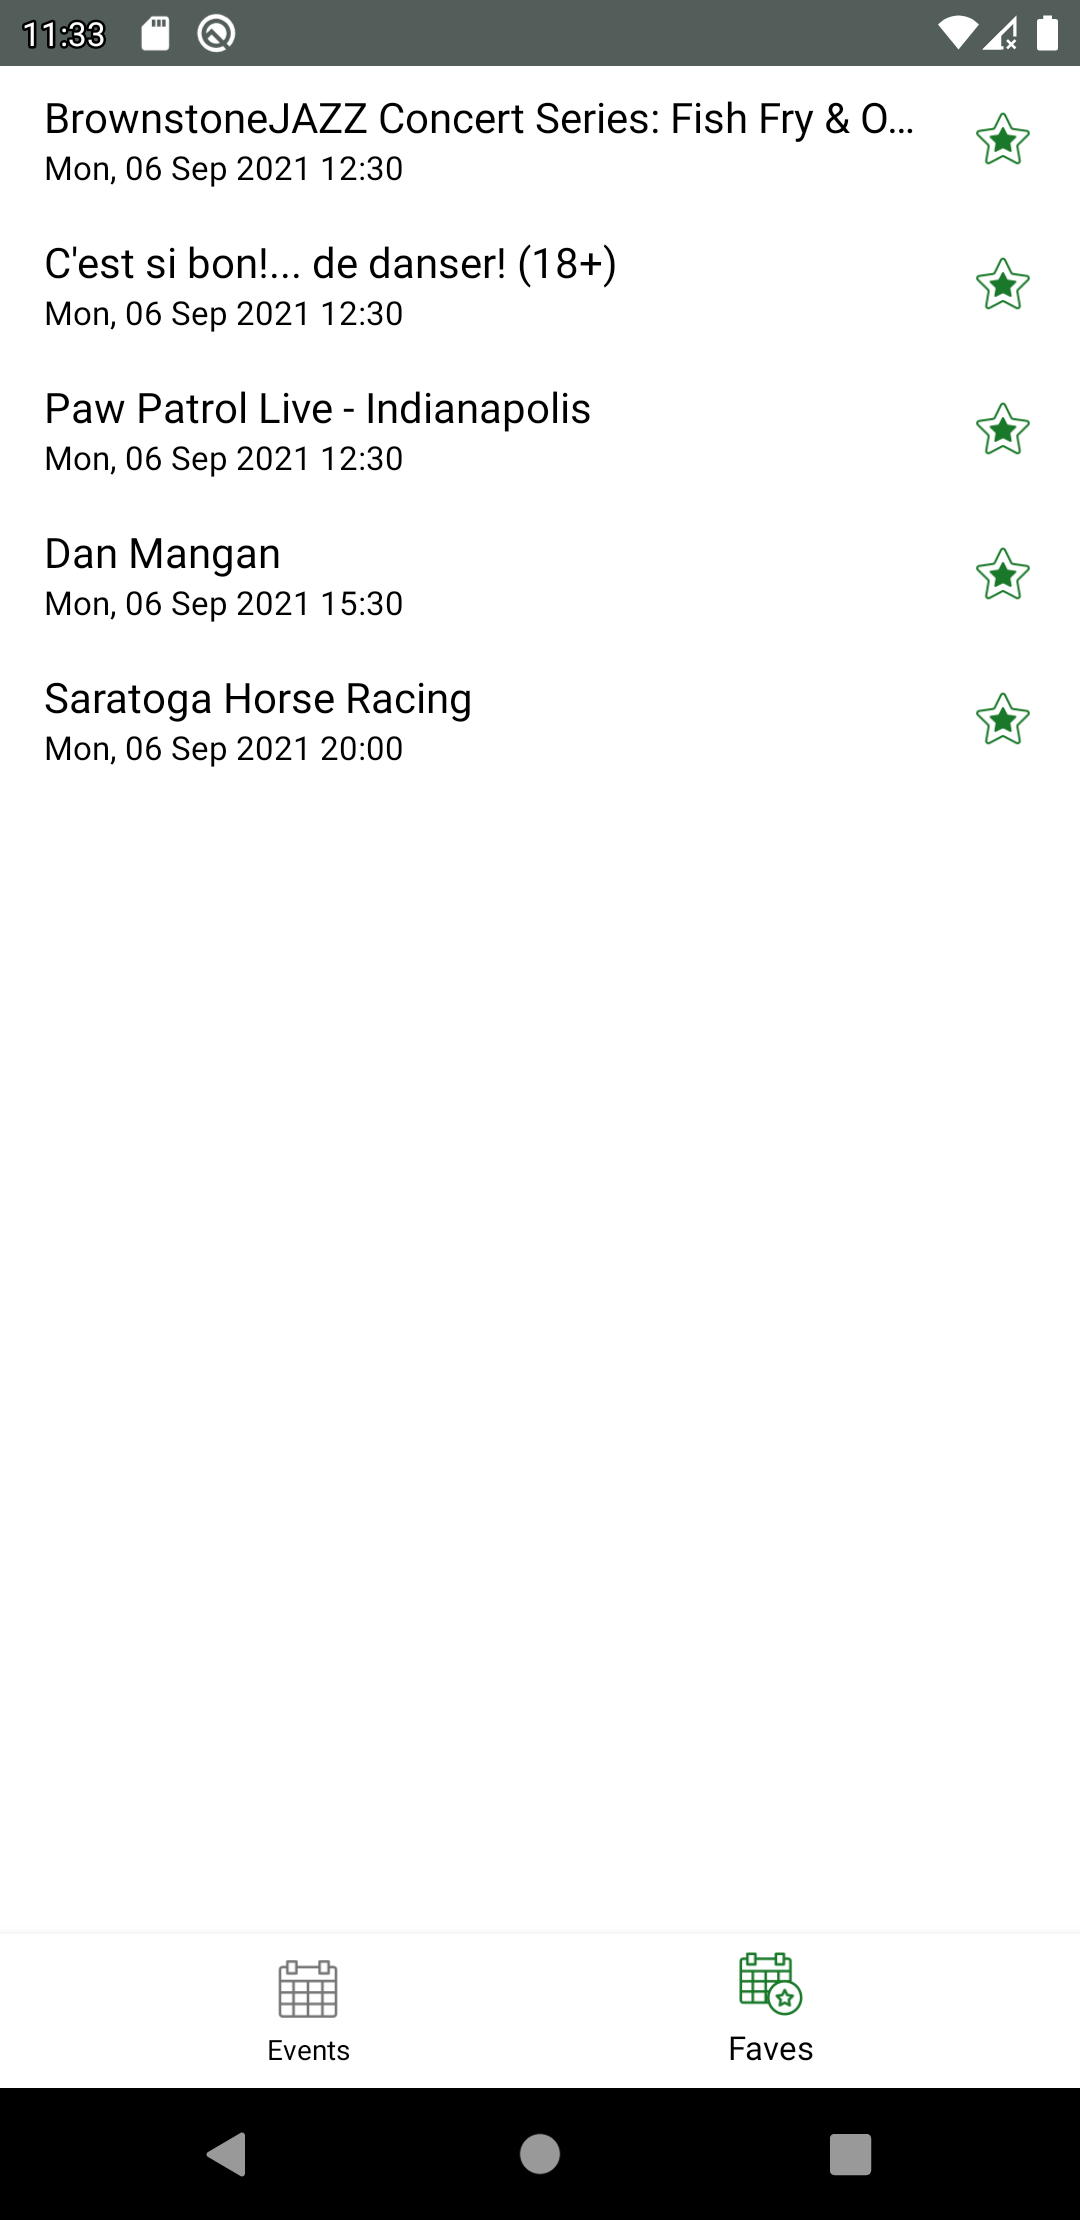 11:33
BrownstoneJAZZ Concert Series: Fish Fry & O...
Mon, 06 Sep 2021 12:30
C'est si bon!... de danser! (18+)
Mon, 06 Sep 2021 12:30
Paw Patrol Live - Indianapolis
Mon, 06 Sep 2021 12:30
Dan Mangan
Mon, 06 Sep 2021 15:30
Saratoga Horse Racing
Mon, 06 Sep 2021 20:00
Events
Faves